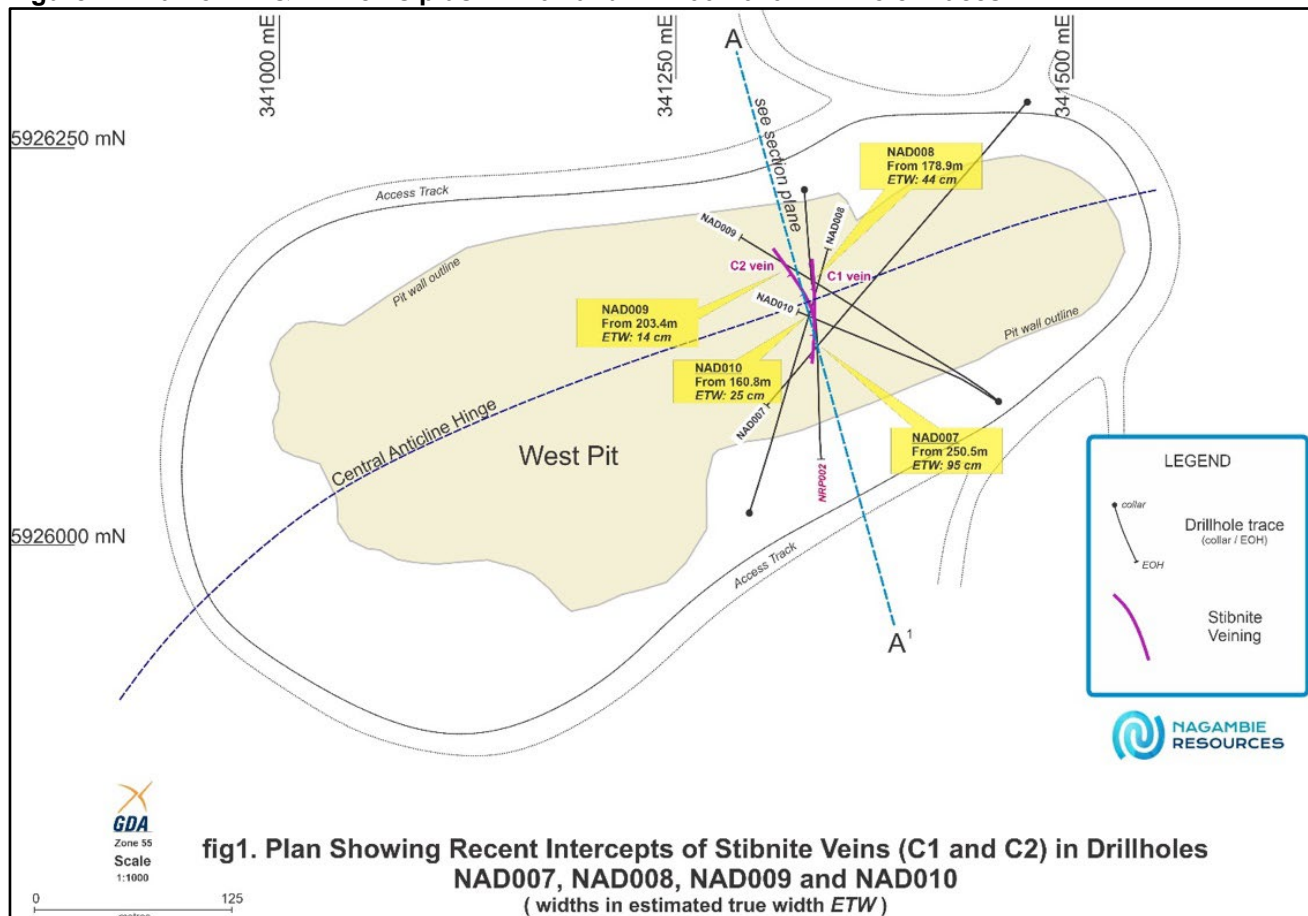 341000 mE
341250 mE
341500 mE
A
see section plane
5926250 mN
NAD008
From 178.9m
ETW: 44 cm
Access Track
NAD009
NAD008
Pit wall outline
C2 vein
C1 vein
NAD010
NAD009
From 203.4m
ETW: 14 cm
Pit wall outline
NAD010
From 160.8m
ETW: 25 cm
NAD007
Central Anticline Hinge
West Pit
NAD007
From 250.5m
ETW: 95 cm
NRP002
5926000 mN
Access Track
A1
LEGEND
collar
Drillhole trace
(collar / EOH)
EOH
Stibnite
Veining
NAGAMBIE
RESOURCES
GDA
Zone 55
Scale
1:1000
0 125
metres
fig1. Plan Showing Recent Intercepts of Stibnite Veins (C1 and C2) in Drillholes
NAD007, NAD008, NAD009 and NAD010
( widths in estimated true width ETW )